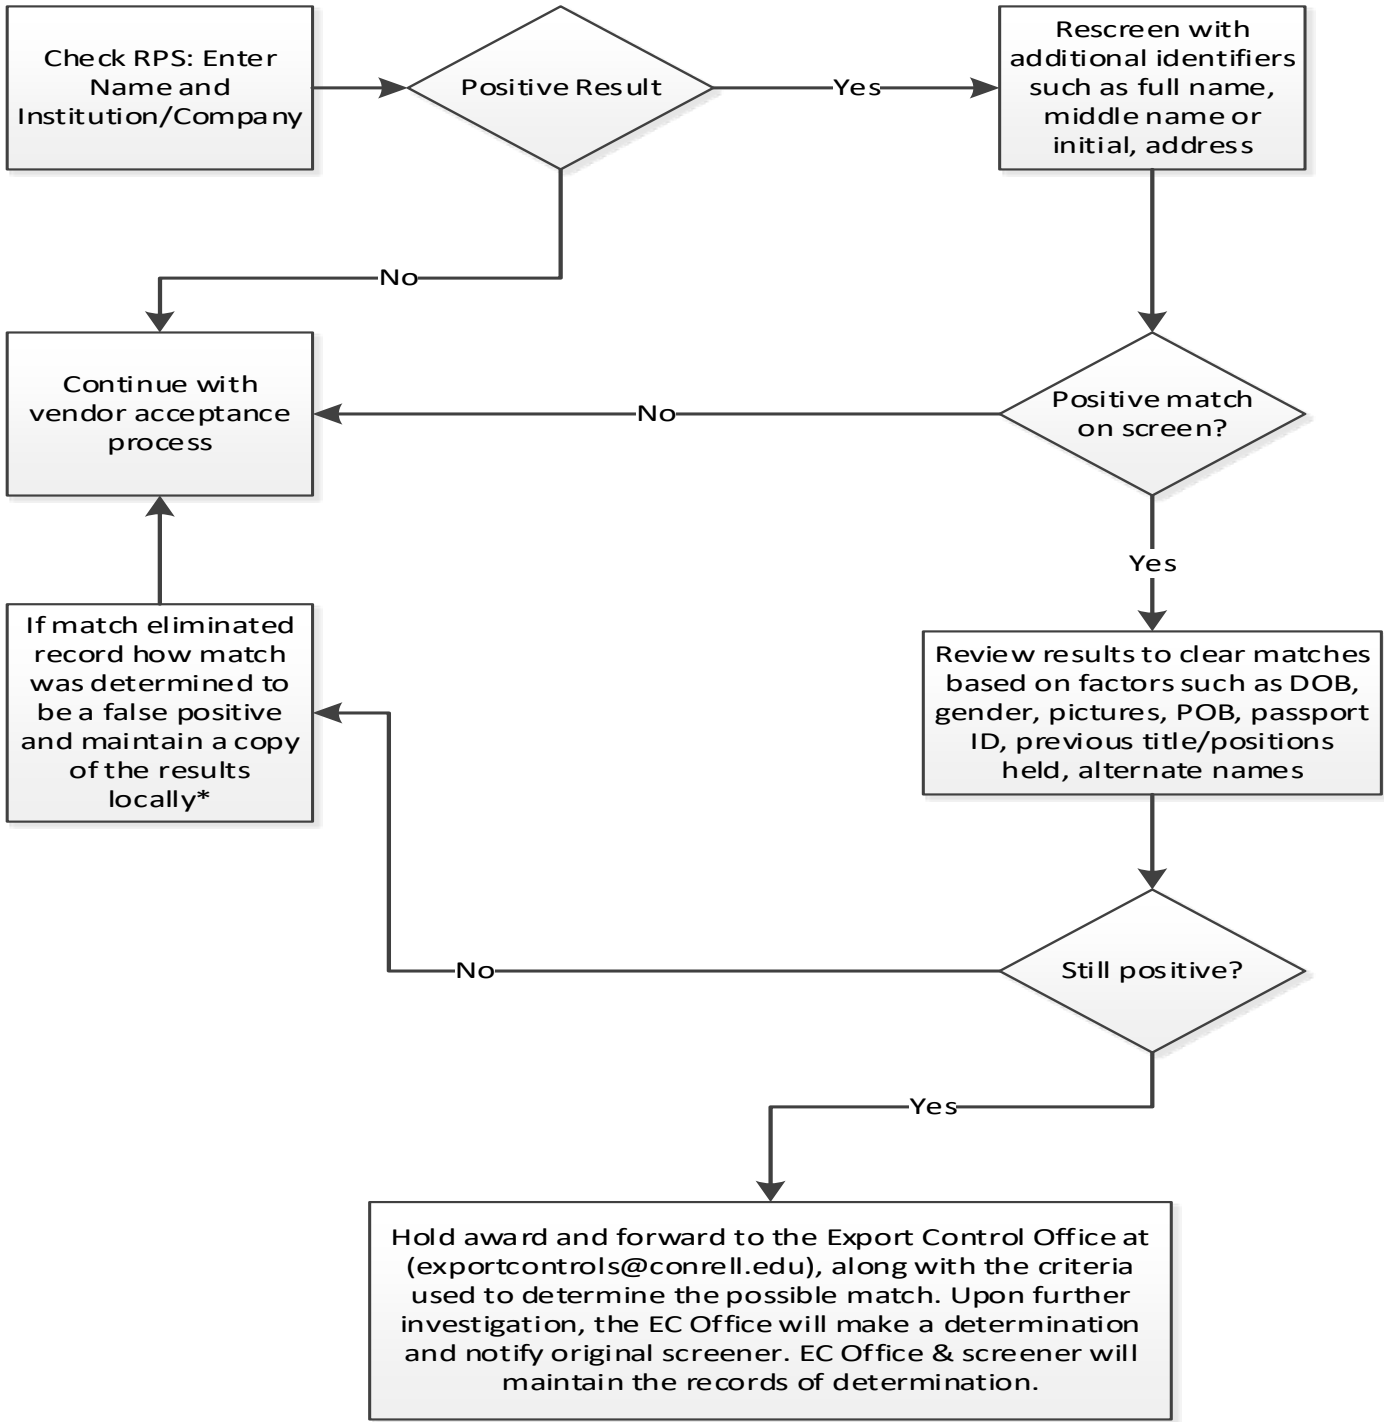 Check RPS: Enter
Name and
Institution/Company
Positive Result
Yes
Rescreen with
additional identifiers
such as full name,
middle name or
initial, address
No
Continue with
vendor acceptance
process
No
Positive match
on screen?
Yes
If match eliminated
record how match
was determined to
be a false positive
and maintain a copy
of the results
locally*
Review results to clear matches
based on factors such as DOB,
gender, pictures, POB, passport
ID, previous title/positions
held, alternate names
No
Still positive?
Yes
Hold award and forward to the Export Control Office at
(exportcontrols@conrell.edu), along with the criteria
used to determine the possible match. Upon further
investigation, the EC Office will make a determination
and notify original screener. EC Office & screener will
maintain the records of determination.